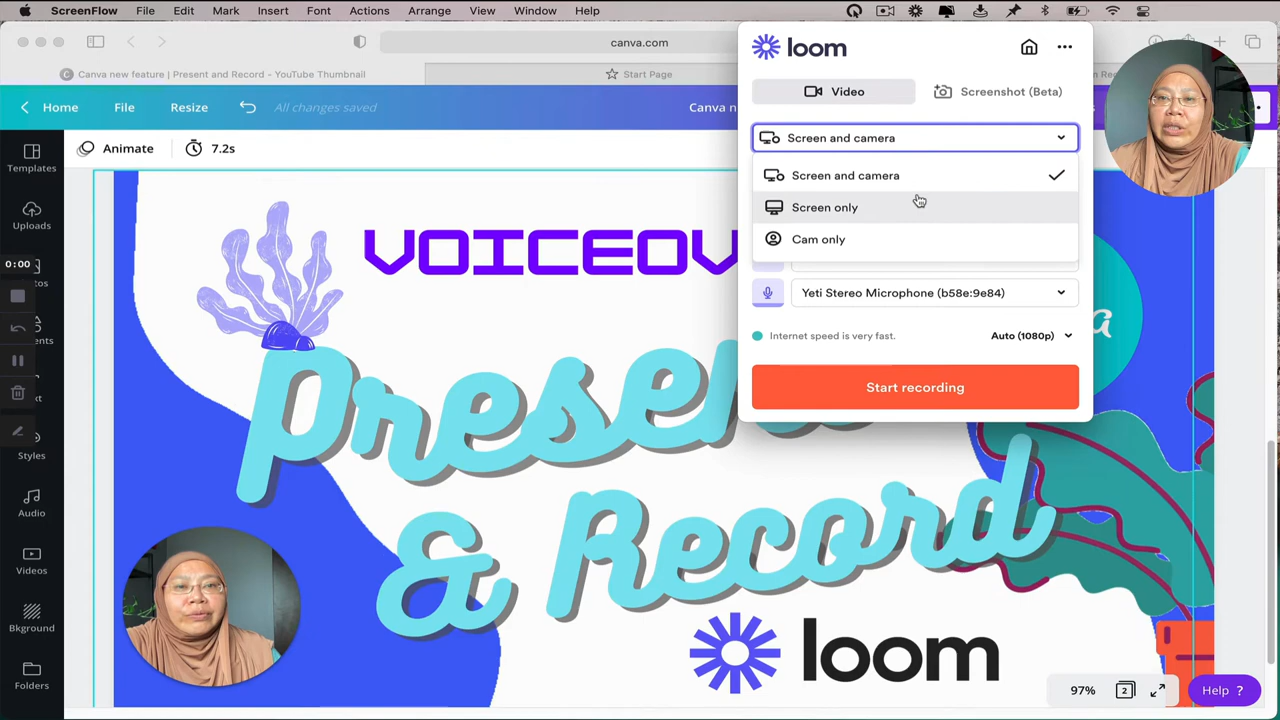 ScreenFlow File Edit Mark Insert Font Actions Arrange View Window Help
canva.com
Canva new feature | Present and Record - YouTube Thumbnail
Start Page
Home File Resize All changes saved Canva n
Animate 7.2s
Templates
Uploads
0:00
Styles
Audio
Videos
Bkground
Folders
loom
Video
Screenshot (Beta)
Screen and camera
Screen and camera
Screen only
Cam only
Yeti Stereo Microphone (b58e:9e84)
Internet speed is very fast.
Auto (1080p)
Start recording
VOICEOV
Presen
& Record
loom
97%
2
Help ?